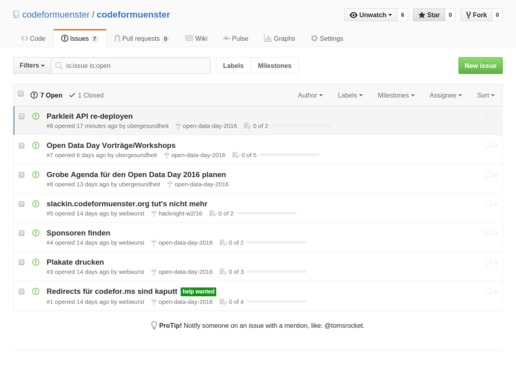 codeformuenster / codeformuenster
Unwatch 6 Star 0 Fork 0
Code Issues 7 Pull requests 0 Wiki Pulse Graphs Settings
Filters is:issue is:open Labels Milestones New issue
7 Open 1 Closed Author Labels Milestones Assignee Sort
Parkleit API re-deployen
#8 opened 17 minutes ago by ubergesundheit open-data-day-2016 0 of 2
Open Data Day Vorträge/Workshops
#7 opened 6 days ago by ubergesundheit open-data-day-2016 0 of 5
Grobe Agenda für den Open Data Day 2016 planen
#6 opened 13 days ago by ubergesundheit open-data-day-2016
slackin.codeformuenster.org tut's nicht mehr
#5 opened 14 days ago by webwurst hacknight-w2/16 0 of 2
Sponsoren finden
#4 opened 14 days ago by webwurst open-data-day-2016 0 of 2
Plakate drucken
#3 opened 14 days ago by webwurst open-data-day-2016 0 of 3
Redirects für codefor.ms sind kaputt help wanted
#1 opened 14 days ago by webwurst open-data-day-2016 0 of 4
ProTip! Notify someone on an issue with a mention, like: @tomsrocket.